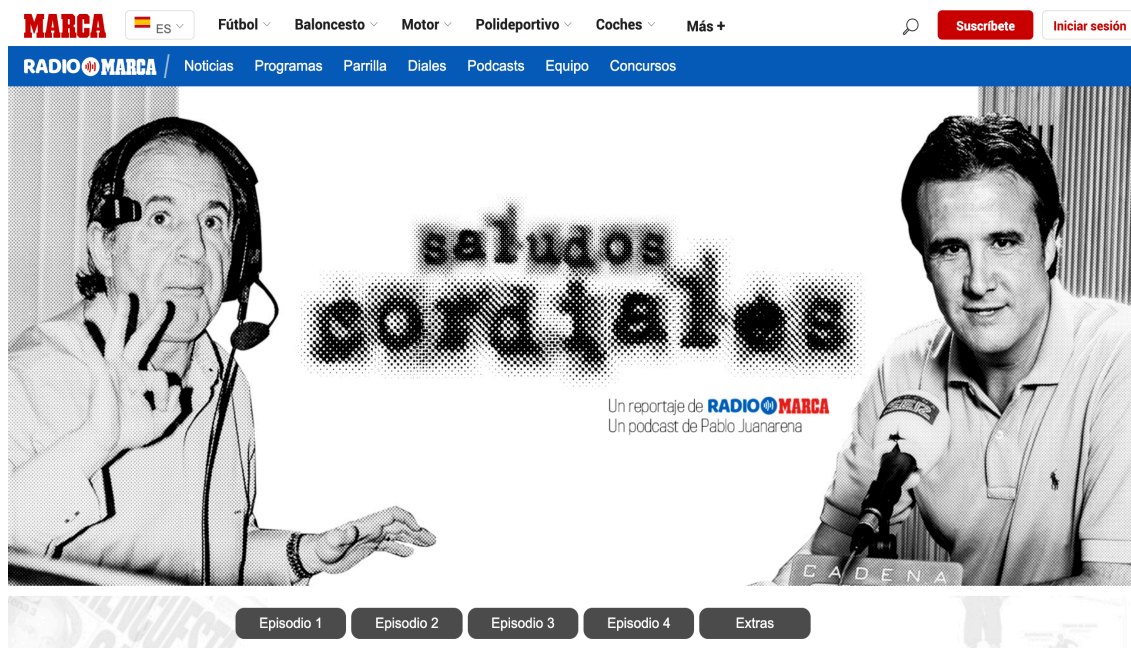 MARCA
ES
Fútbol
Baloncesto
Motor
Polideportivo
Coches
Más +
Suscríbete
Iniciar sesión
RADIO MARCA
Noticias
Programas
Parrilla
Diales
Podcasts
Equipo
Concursos
saludos
cordiales
Un reportaje de RADIO MARCA
Un podcast de Pablo Juanarena
SER
CADENA
Episodio 1
Episodio 2
Episodio 3
Episodio 4
Extras